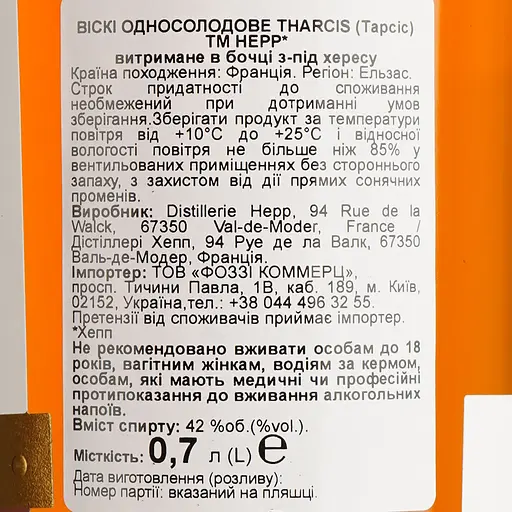 ВІСКІ ОДНОСОЛОДОВЕ THARCIS (Тарсіс)
ТМ HEPP*
витримане в бочці з-під хересу
Країна походження: Франція. Регіон: Ельзас.
Строк придатності до споживання
необмежений при дотриманні умов
зберігання.Зберігати продукт за температури
повітря від +10°C до +25°C і відносної
вологості повітря не більше ніж 85% у
вентильованих приміщеннях без стороннього
запаху, з захистом від дії прямих сонячних
променів.
Виробник: Distillerie Hepp, 94 Rue de la
Walck, 67350 Val-de-Moder, France /
Дістіллері Хепп, 94 Руе де ла Валк, 67350
Валь-де-Модер, Франція.
Імпортер: ТОВ «ФОЗЗІ КОММЕРЦ»,
просп. Тичини Павла, 1В, каб. 189, м. Київ,
02152, Україна,тел.: +38 044 496 32 55.
Претензії від споживачів приймає імпортер.
*Хепп
Не рекомендовано вживати особам до 18
років, вагітним жінкам, водіям за кермом,
особам, які мають медичні чи професійні
протипоказання до вживання алкогольних
напоїв.
Вміст спирту: 42 %об.(%vol.).
Місткість: 0,7 л (L) e
Дата виготовлення (розливу):
Номер партії: вказаний на пляшці.